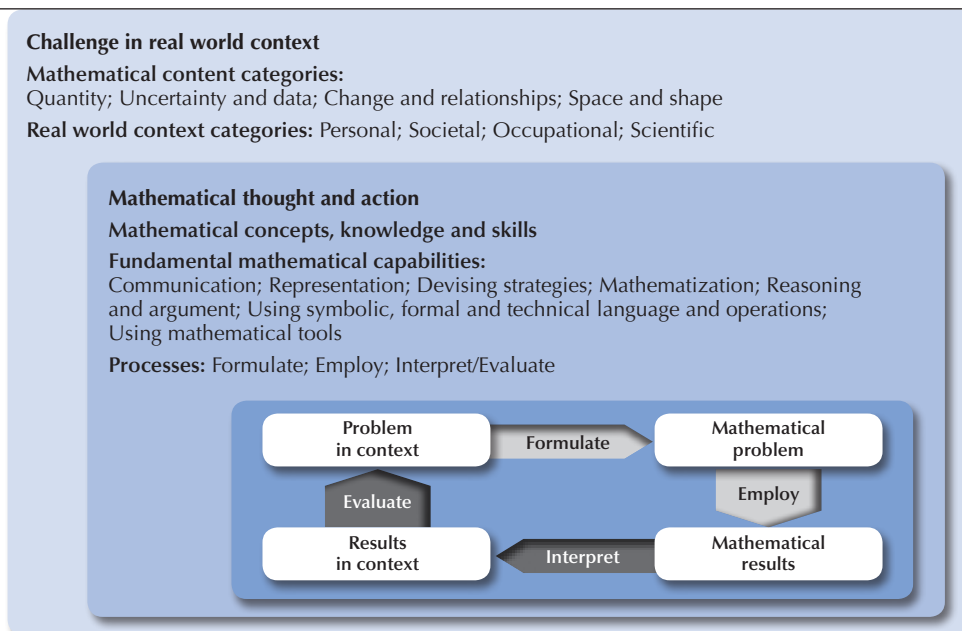 Challenge in real world context
Mathematical content categories:
Quantity; Uncertainty and data; Change and relationships; Space and shape
Real world context categories: Personal; Societal; Occupational; Scientific
Mathematical thought and action
Mathematical concepts, knowledge and skills
Fundamental mathematical capabilities:
Communication; Representation; Devising strategies; Mathematization; Reasoning
and argument; Using symbolic, formal and technical language and operations;
Using mathematical tools
Processes: Formulate; Employ; Interpret/Evaluate
Problem
in context
Formulate
Mathematical
problem
Evaluate
Employ
Results
in context
Interpret
Mathematical
results